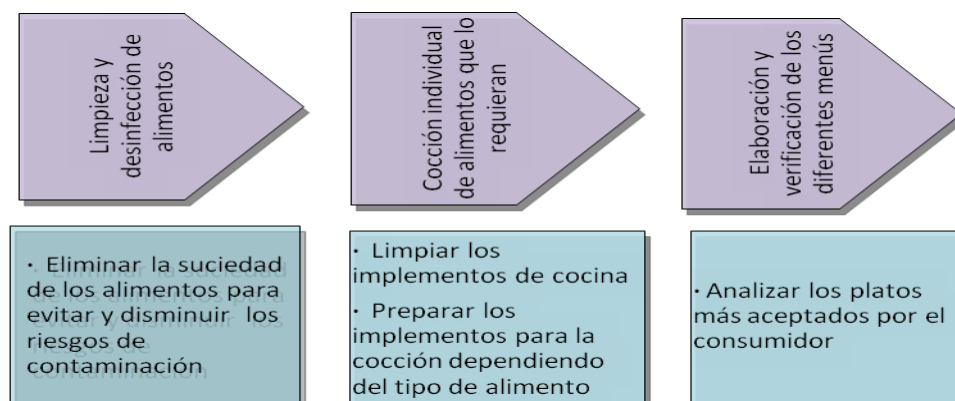 Limpieza y
desinfección de
alimentos
Cocción individual
de alimentos que lo
requieran
Elaboración y
verificación de los
diferentes menús
· Eliminar la suciedad
de los alimentos para
evitar y disminuir los
riesgos de
contaminación
· Limpiar los
implementos de cocina
· Preparar los
implementos para la
cocción dependiendo
del tipo de alimento
· Analizar los platos
más aceptados por el
consumidor